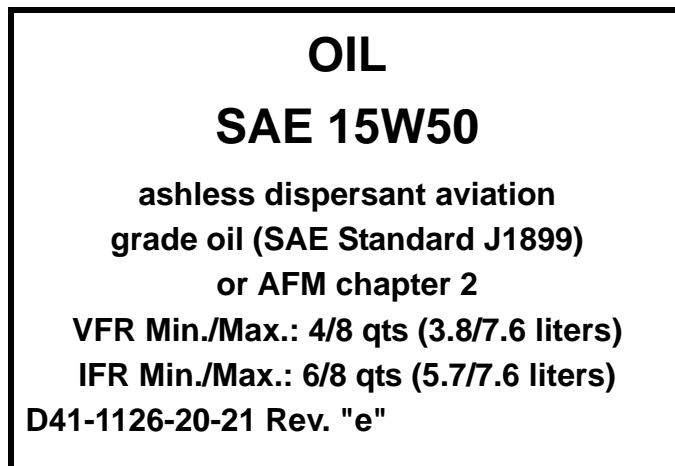 OIL
SAE 15W50
ashless dispersant aviation
grade oil (SAE Standard J1899)
or AFM chapter 2
VFR Min./Max.: 4/8 qts (3.8/7.6 liters)
IFR Min./Max.: 6/8 qts (5.7/7.6 liters)
D41-1126-20-21 Rev. "e"